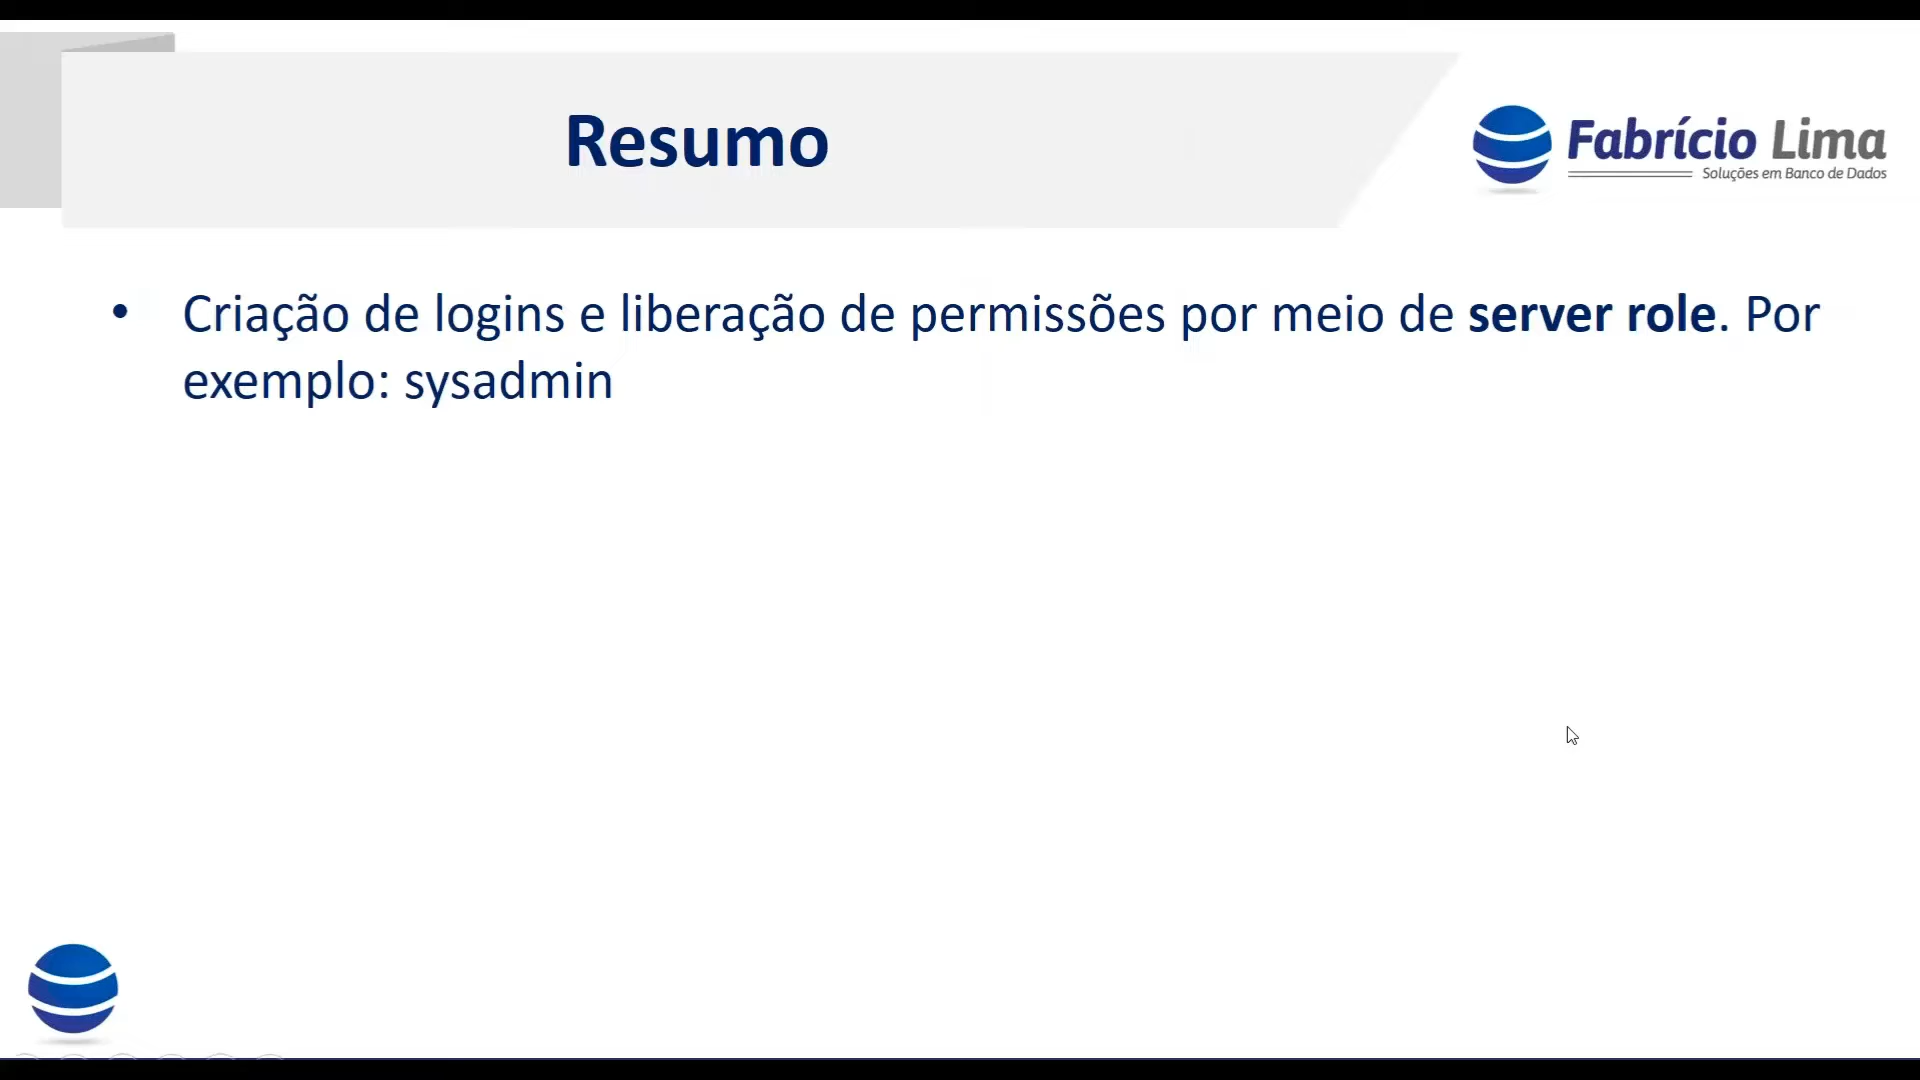 Resumo
Fabrício Lima
Soluções em Banco de Dados
• Criação de logins e liberação de permissões por meio de server role. Por
exemplo: sysadmin